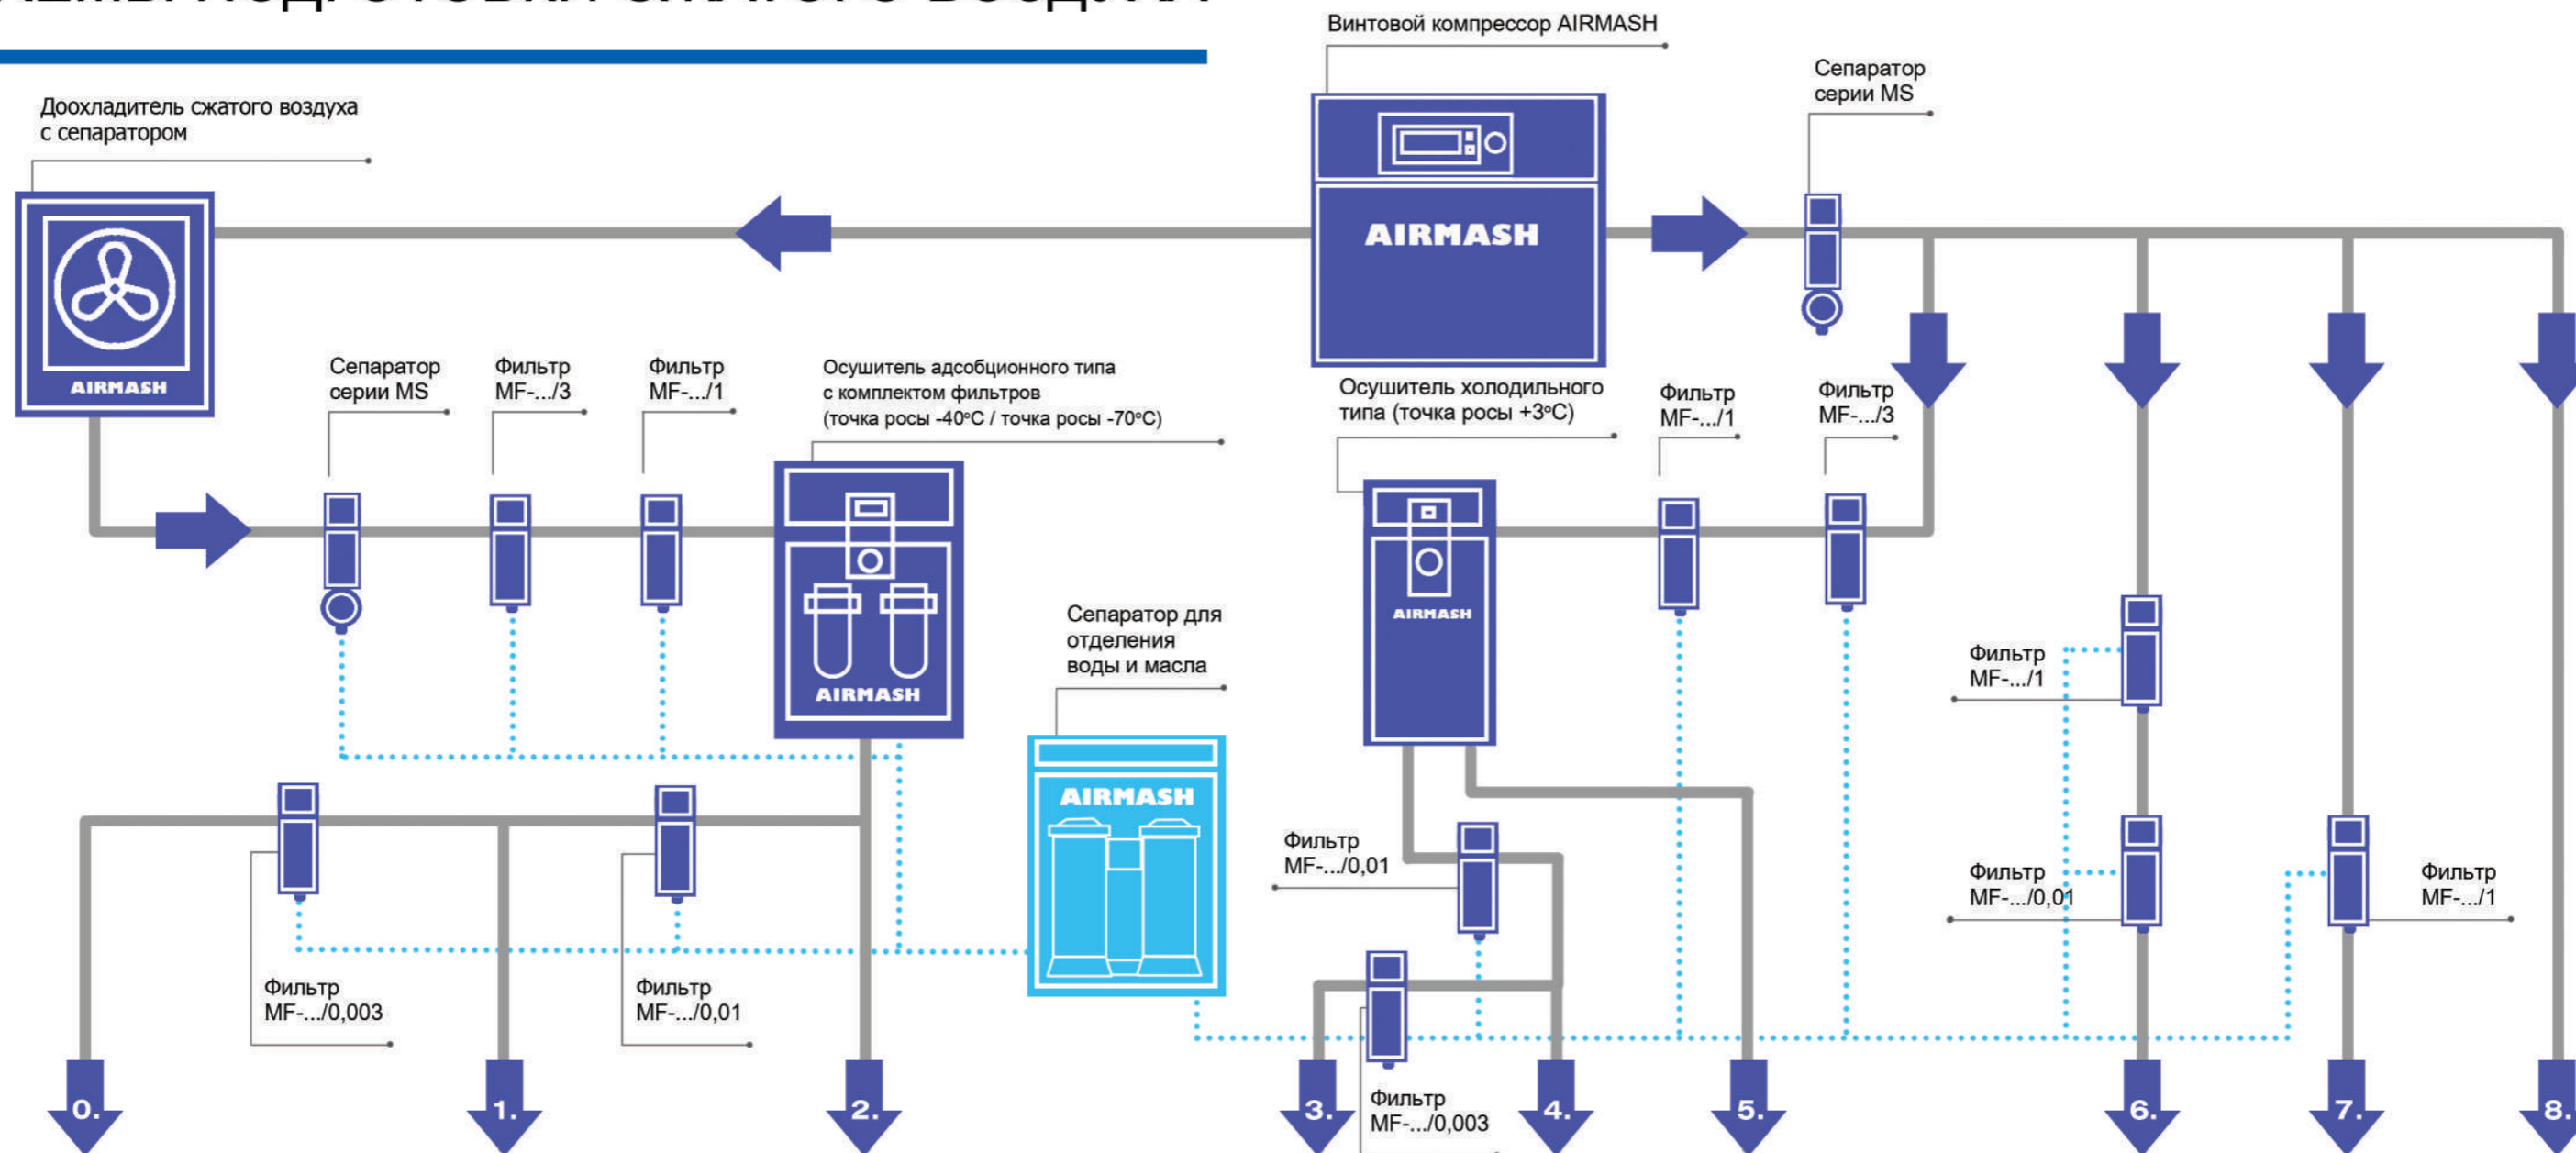 ПОДГОТОВКИ СЖАТОГО ВОЗДУХА
Винтовой компрессор AIRMASH
Сепаратор
серии MS
Доохладитель сжатого воздуха
с сепаратором
AIRMASH
AIRMASH
Сепаратор
серии MS
Фильтр
MF-.../3
Фильтр
MF-.../1
Осушитель адсобционного типа
с комплектом фильтров
(точка росы -40°C / точка росы -70°C)
AIRMASH
Осушитель холодильного
типа (точка росы +3°C)
Фильтр
MF-.../1
Фильтр
MF-.../3
AIRMASH
Сепаратор для
отделения
воды и масла
AIRMASH
Фильтр
MF-.../1
Фильтр
MF-.../0,01
Фильтр
MF-.../0,01
Фильтр
MF-.../1
Фильтр
MF-.../0,003
Фильтр
MF-.../0,01
Фильтр
MF-.../0,003
0.
1.
2.
3.
4.
5.
6.
7.
8.